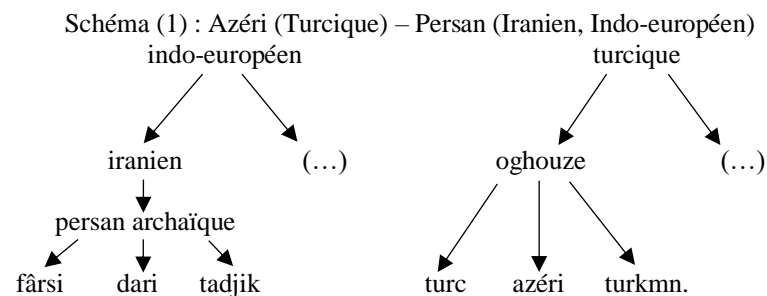 Schéma (1) : Azéri (Turcique) – Persan (Iranien, Indo-européen)
indo-européen turcique
iranien (…) oghouze (…)
persan archaïque
fârsi dari tadjik turc azéri turkmn.